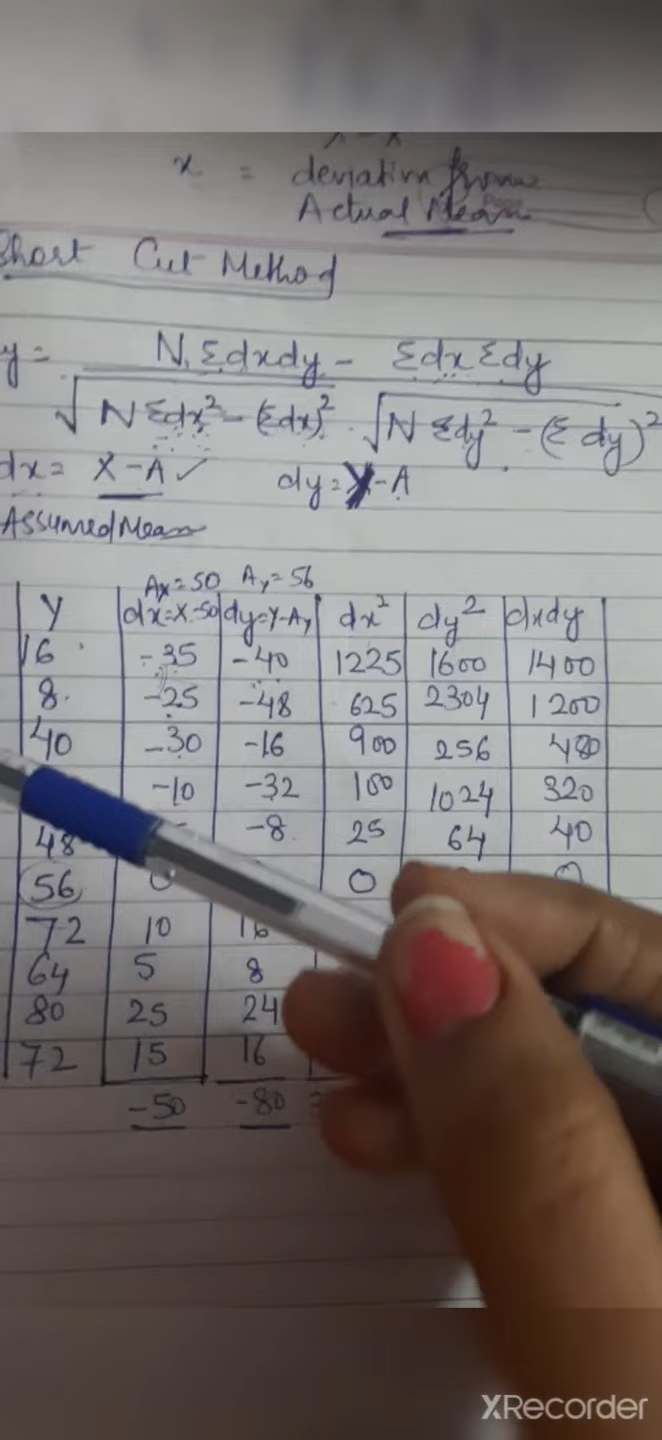 x = deviation from
Actual Mean
Short Cut Method
y = N Σdxdy - Σdx Σdy
√NΣdx² - (Σdx)² . √NΣdy² - (Σdy)²
dx = X - A ✓ dy = Y - A
Assumed Mean
Ax = 50 Ay = 56
Y dx=X-50 dy=Y-Ay dx² dy² dxdy
16 -35 -40 1225 1600 1400
8 -25 -48 625 2304 1200
40 -30 -16 900 256 480
-10 -32 100 1024 320
48 -8 25 64 40
56 0 0
72 10 16
64 5 8
80 25 24
72 15 16
-50 -80
XRecorder